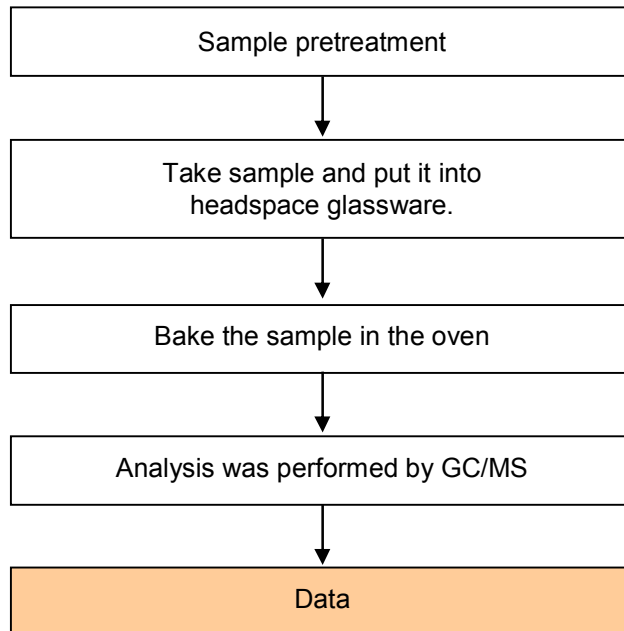 Sample pretreatment
Take sample and put it into
headspace glassware.
Bake the sample in the oven
Analysis was performed by GC/MS
Data